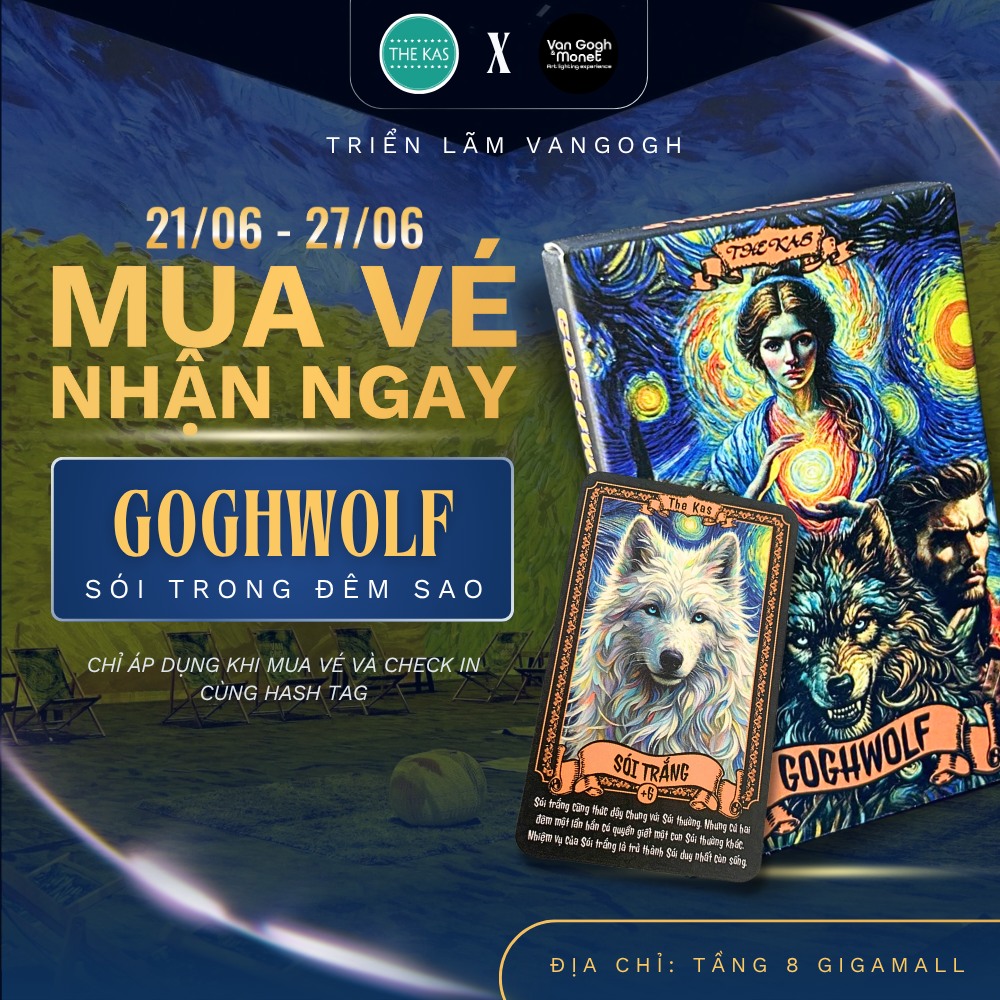 THE KAS
X
Van Gogh
& Monet
Art lighting experience
TRIỂN LÃM VANGOGH
21/06 - 27/06
MUA VÉ
NHẬN NGAY
GOGHWOLF
SÓI TRONG ĐÊM SAO
CHỈ ÁP DỤNG KHI MUA VÉ VÀ CHECK IN
CÙNG HASH TAG
THE KAS
GOGHWOLF
The Kas
SÓI TRẮNG
+6
Sói trắng cũng thức dậy chung với Sói thường. Nhưng cứ hai
đêm một lần hắn có quyền giết một con Sói thường khác.
Nhiệm vụ của Sói trắng là trở thành Sói duy nhất còn sống.
ĐỊA CHỈ: TẦNG 8 GIGAMALL